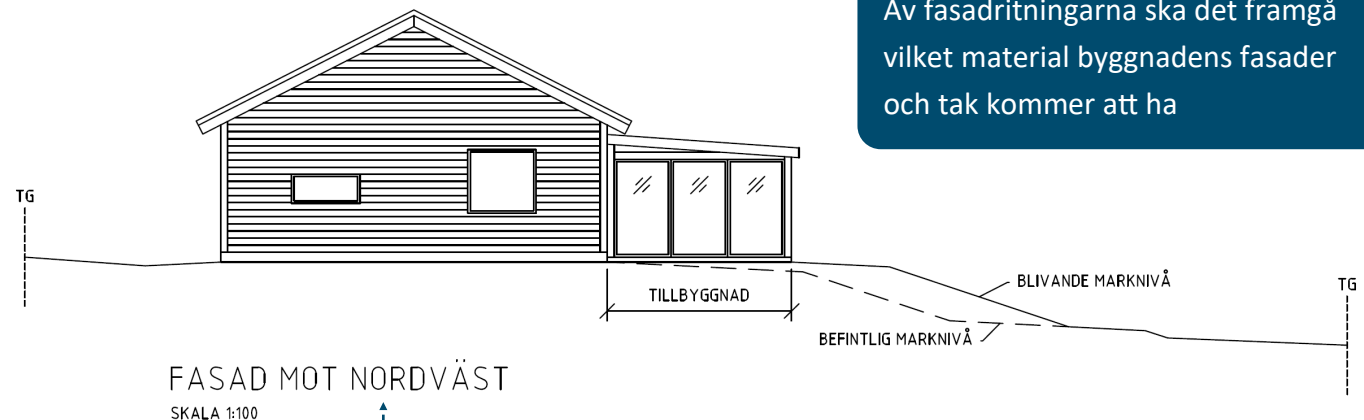 Av fasadritningarna ska det framgå
vilket material byggnadens fasader
och tak kommer att ha
TG
BLIVANDE MARKNIVÅ
TG
TILLBYGGNAD
BEFINTLIG MARKNIVÅ
FASAD MOT NORDVÄST
SKALA 1:100